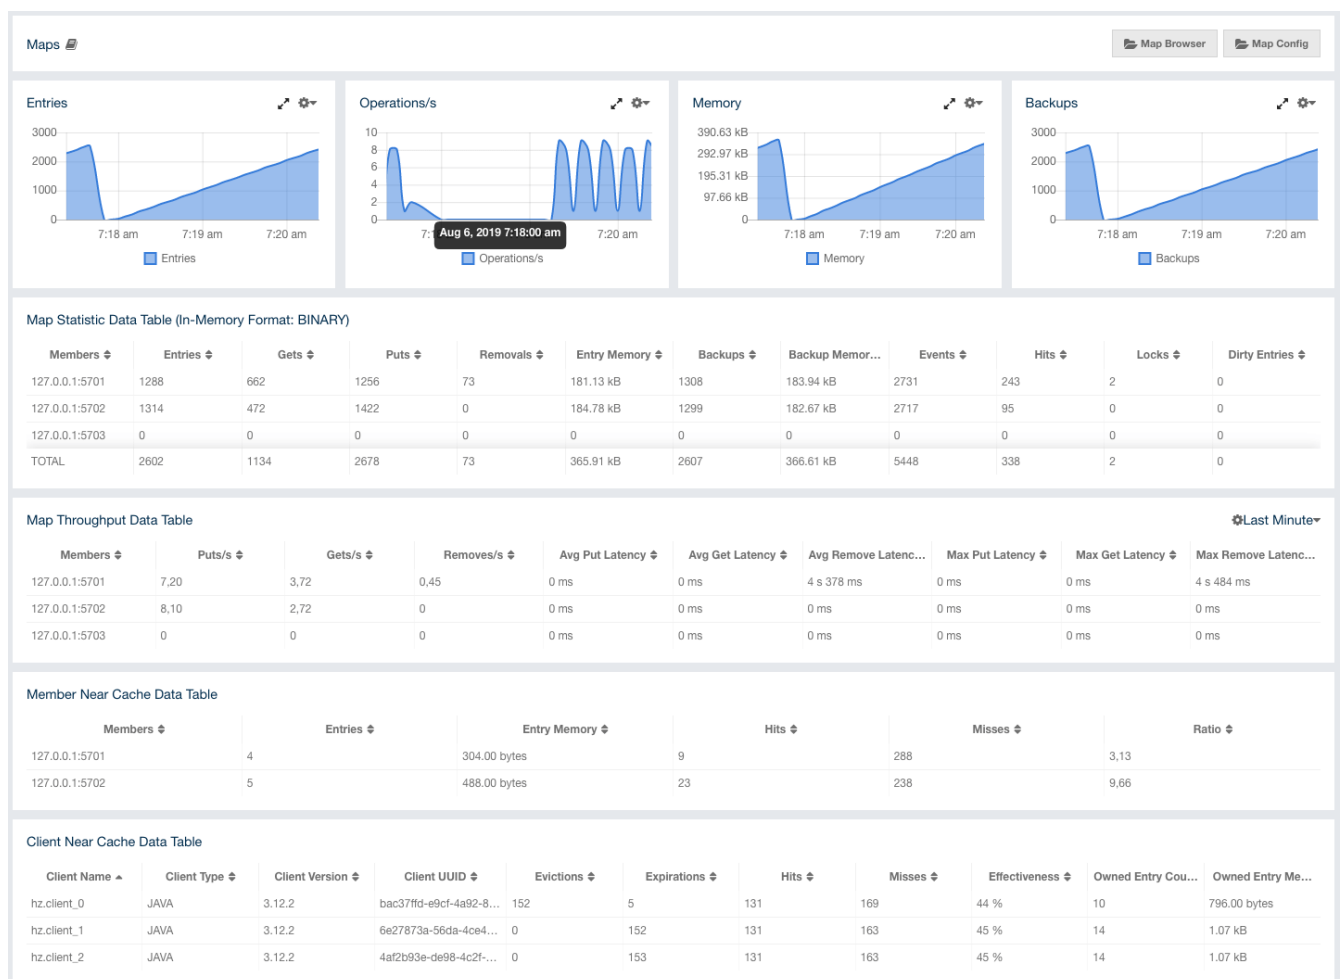 Maps Map Browser Map Config
Entries Operations/s Memory Backups
3000 10 390.63 kB 3000
8 292.97 kB
2000 6 195.31 kB 2000
1000 4 97.66 kB 1000
2
0 0 0 0
7:18 am 7:19 am 7:20 am Aug 6, 2019 7:18:00 am 7:20 am 7:18 am 7:19 am 7:20 am 7:18 am 7:19 am 7:20 am
Entries Operations/s Memory Backups
Map Statistic Data Table (In-Memory Format: BINARY)
Members Entries Gets Puts Removals Entry Memory Backups Backup Memor... Events Hits Locks Dirty Entries
127.0.0.1:5701 1288 662 1256 73 181.13 kB 1308 183.94 kB 2731 243 2 0
127.0.0.1:5702 1314 472 1422 0 184.78 kB 1299 182.67 kB 2717 95 0 0
127.0.0.1:5703 0 0 0 0 0 0 0 0 0 0 0
TOTAL 2602 1134 2678 73 365.91 kB 2607 366.61 kB 5448 338 2 0
Map Throughput Data Table Last Minute
Members Puts/s Gets/s Removes/s Avg Put Latency Avg Get Latency Avg Remove Latenc... Max Put Latency Max Get Latency Max Remove Latenc...
127.0.0.1:5701 7,20 3,72 0,45 0 ms 0 ms 4 s 378 ms 0 ms 0 ms 4 s 484 ms
127.0.0.1:5702 8,10 2,72 0 0 ms 0 ms 0 ms 0 ms 0 ms 0 ms
127.0.0.1:5703 0 0 0 0 ms 0 ms 0 ms 0 ms 0 ms 0 ms
Member Near Cache Data Table
Members Entries Entry Memory Hits Misses Ratio
127.0.0.1:5701 4 304.00 bytes 9 288 3,13
127.0.0.1:5702 5 488.00 bytes 23 238 9,66
Client Near Cache Data Table
Client Name Client Type Client Version Client UUID Evictions Expirations Hits Misses Effectiveness Owned Entry Cou... Owned Entry Me...
hz.client_0 JAVA 3.12.2 bac37ffd-e9cf-4a92-8... 152 5 131 169 44 % 10 796.00 bytes
hz.client_1 JAVA 3.12.2 6e27873a-56da-4ce4... 0 152 131 163 45 % 14 1.07 kB
hz.client_2 JAVA 3.12.2 4af2b93e-de98-4c2f-... 0 153 131 163 45 % 14 1.07 kB